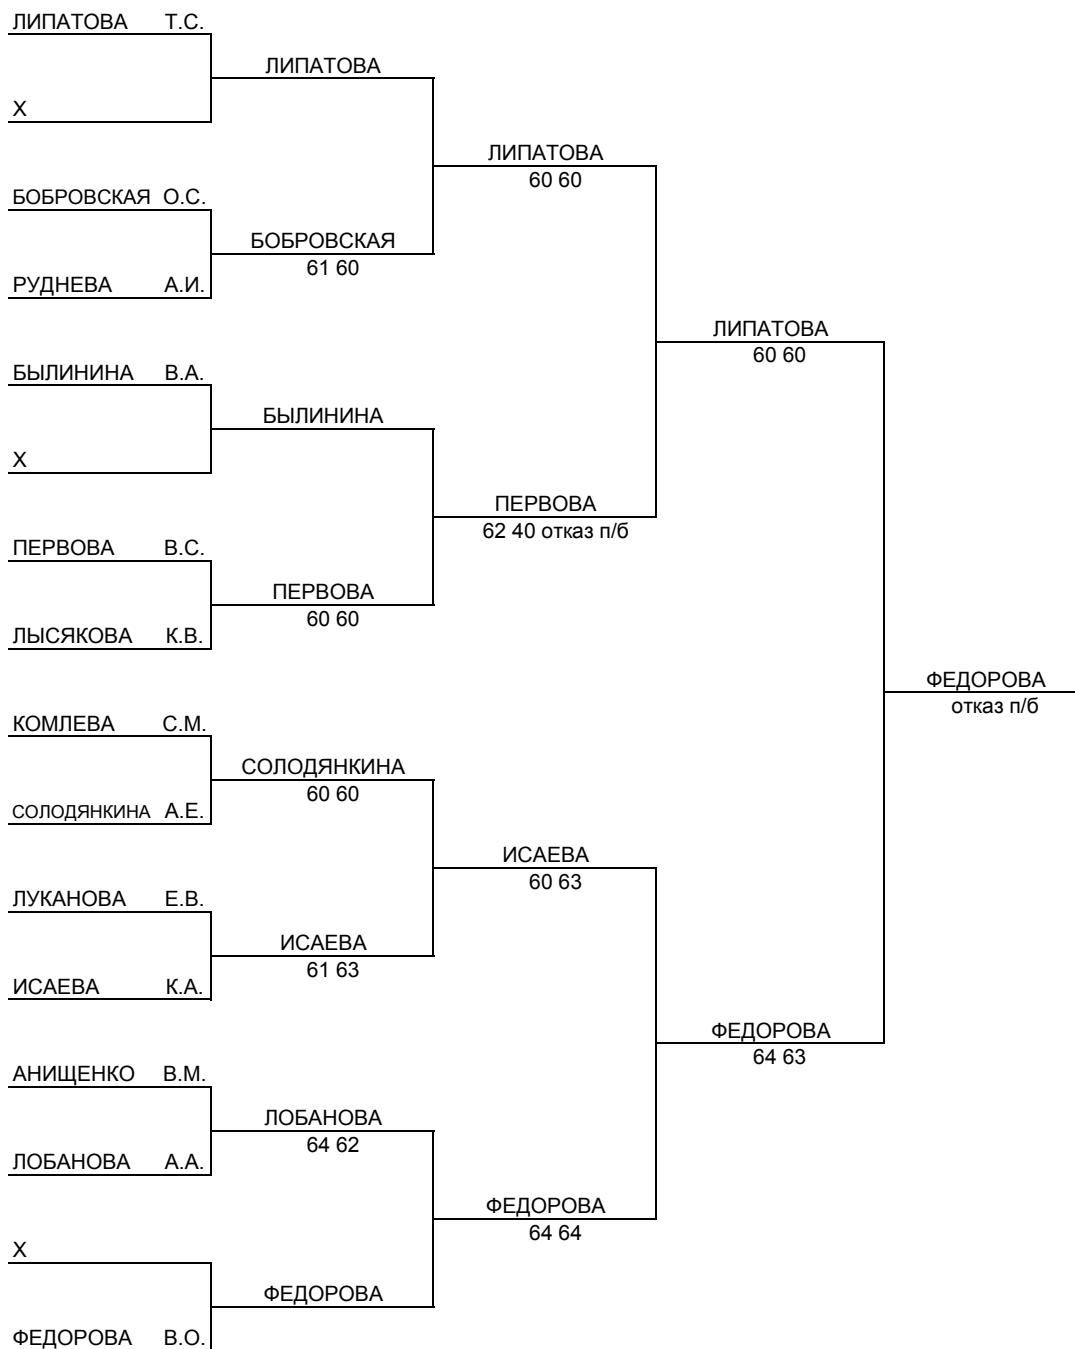 ЛИПАТОВА Т.С.
ЛИПАТОВА
X
ЛИПАТОВА
60 60
БОБРОВСКАЯ О.С.
БОБРОВСКАЯ
61 60
РУДНЕВА А.И.
ЛИПАТОВА
60 60
БЫЛИНИНА В.А.
БЫЛИНИНА
X
ПЕРВОВА
62 40 отказ п/б
ПЕРВОВА В.С.
ПЕРВОВА
60 60
ЛЫСЯКОВА К.В.
ФЕДОРОВА
отказ п/б
КОМЛЕВА С.М.
СОЛОДЯНКИНА
60 60
СОЛОДЯНКИНА А.Е.
ИСАЕВА
60 63
ЛУКАНОВА Е.В.
ИСАЕВА
61 63
ИСАЕВА К.А.
ФЕДОРОВА
64 63
АНИЩЕНКО В.М.
ЛОБАНОВА
64 62
ЛОБАНОВА А.А.
ФЕДОРОВА
64 64
X
ФЕДОРОВА
ФЕДОРОВА В.О.